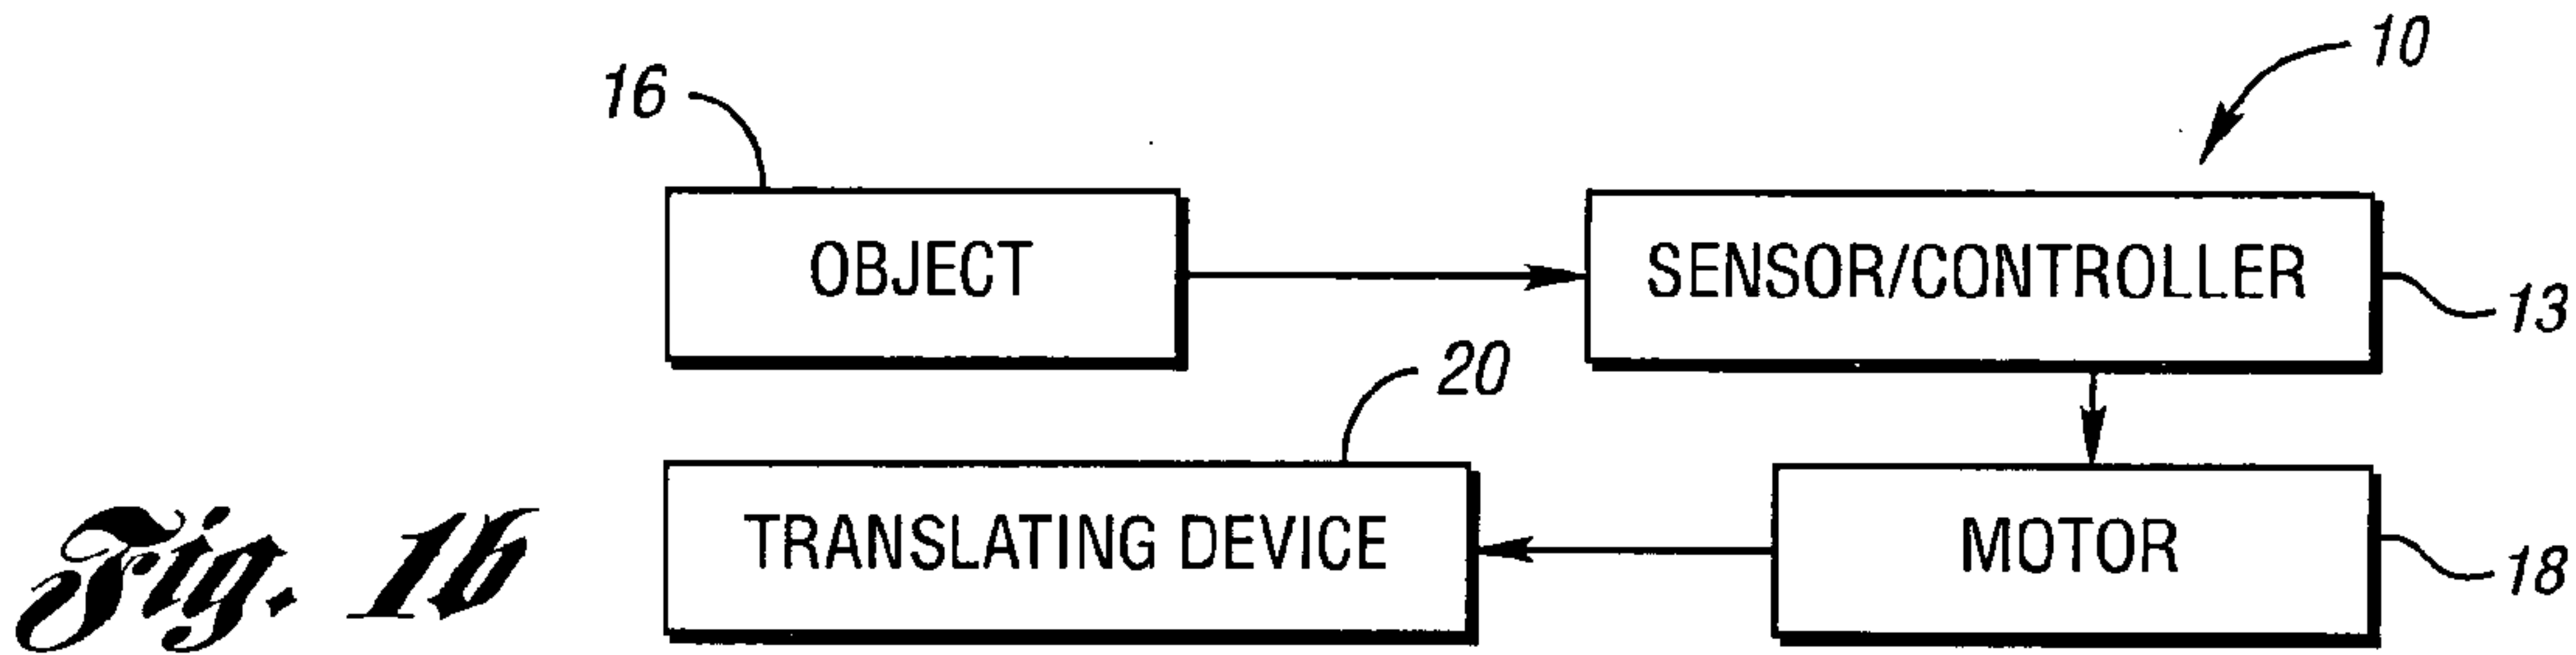 10
16
OBJECT
SENSOR/CONTROLLER
13
20
TRANSLATING DEVICE
MOTOR
18
Fig. 1b